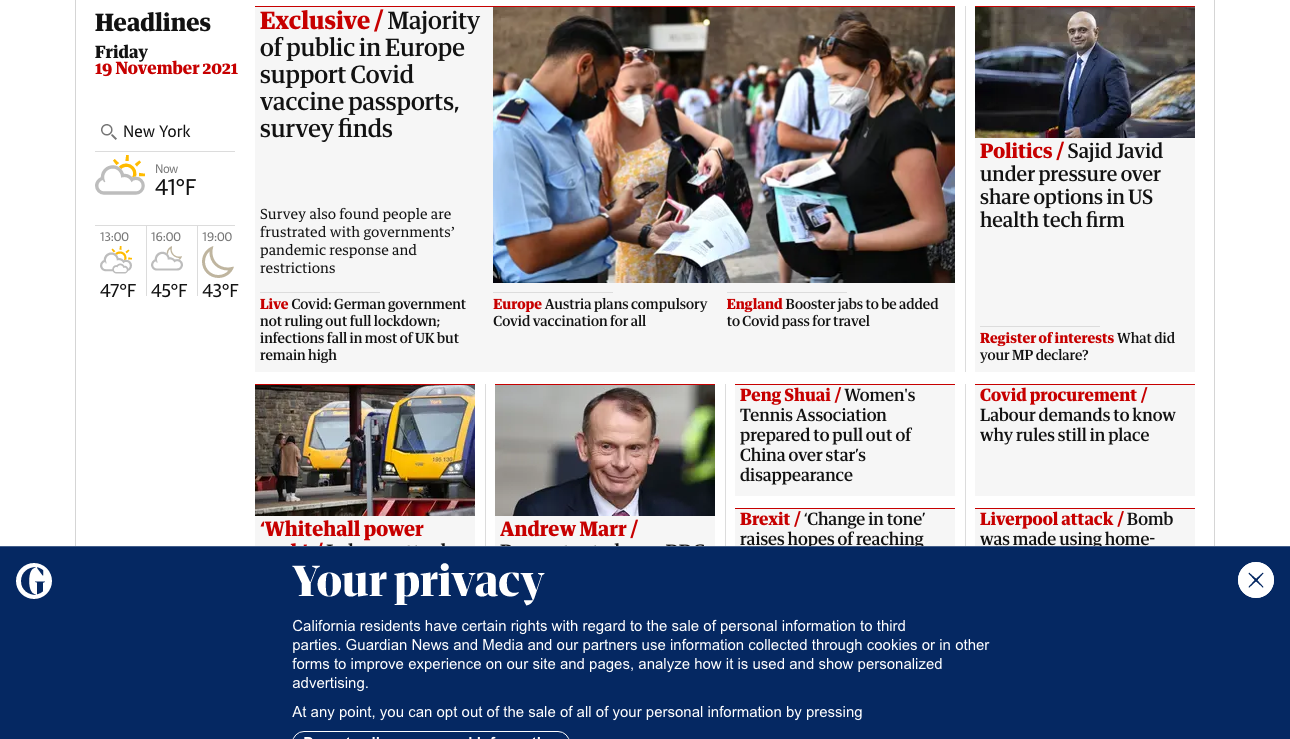 Headlines
Friday
19 November 2021
New York
Now
41°F
13:00 16:00 19:00
47°F 45°F 43°F
Exclusive / Majority
of public in Europe
support Covid
vaccine passports,
survey finds
Survey also found people are
frustrated with governments’
pandemic response and
restrictions
Live Covid: German government
not ruling out full lockdown;
infections fall in most of UK but
remain high
Europe Austria plans compulsory
Covid vaccination for all
England Booster jabs to be added
to Covid pass for travel
Politics / Sajid Javid
under pressure over
share options in US
health tech firm
Register of interests What did
your MP declare?
‘Whitehall power
Andrew Marr /
Peng Shuai / Women's
Tennis Association
prepared to pull out of
China over star’s
disappearance
Brexit / ‘Change in tone’
raises hopes of reaching
Covid procurement /
Labour demands to know
why rules still in place
Liverpool attack / Bomb
was made using home-
Your privacy
California residents have certain rights with regard to the sale of personal information to third
parties. Guardian News and Media and our partners use information collected through cookies or in other
forms to improve experience on our site and pages, analyze how it is used and show personalized
advertising.
At any point, you can opt out of the sale of all of your personal information by pressing